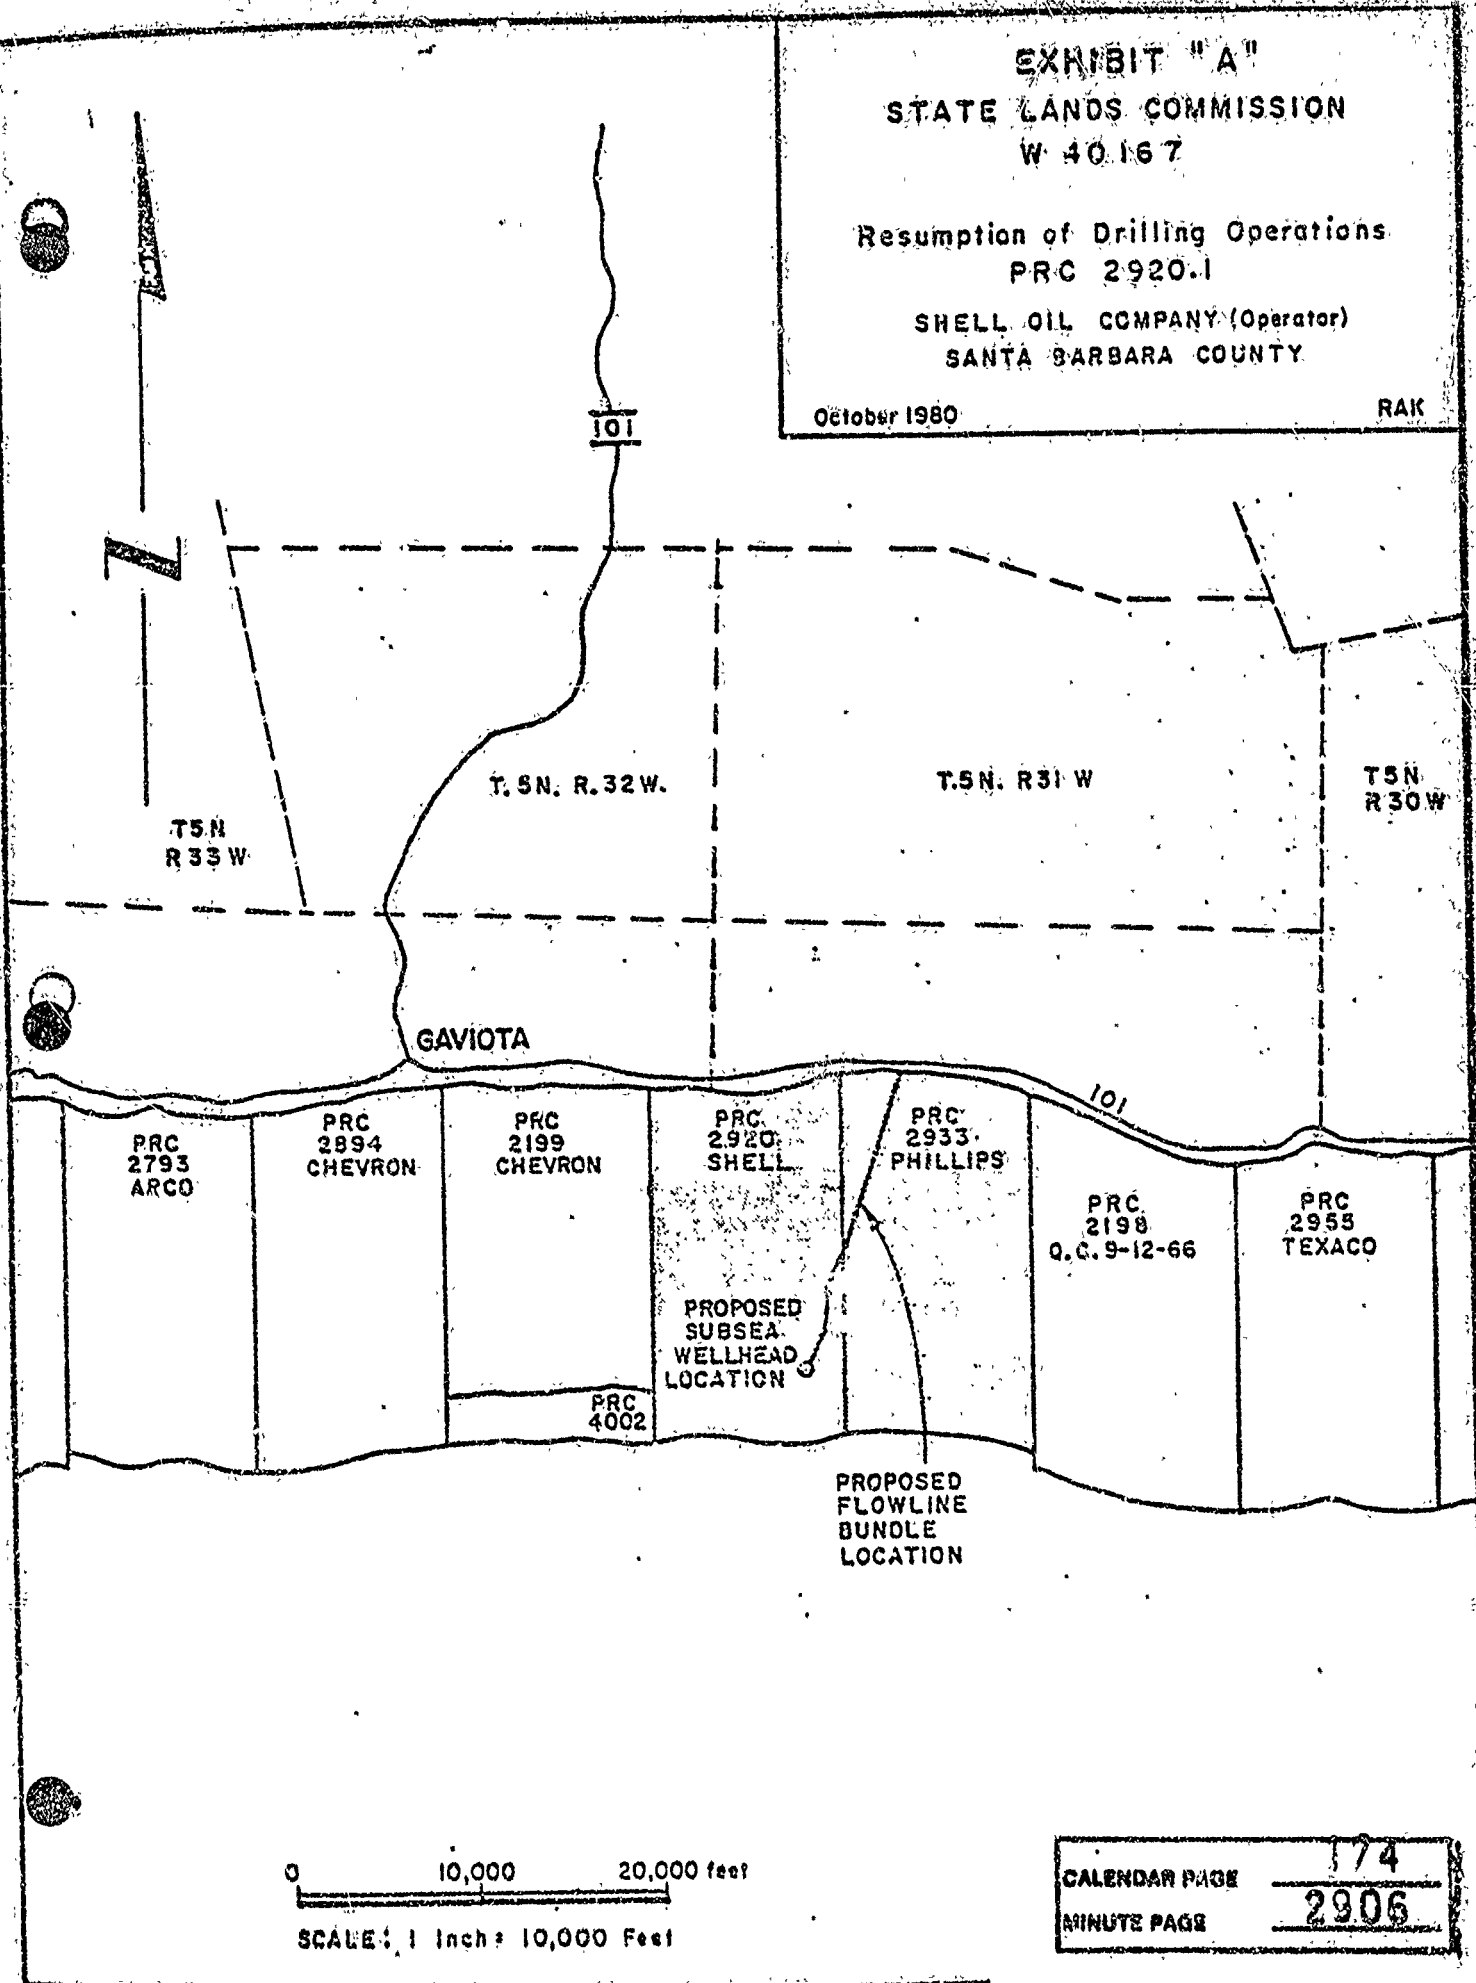 EXHIBIT "A"
STATE LANDS COMMISSION
W 40167
Resumption of Drilling Operations
PRC 2920.1
SHELL OIL COMPANY (Operator)
SANTA BARBARA COUNTY
October 1980
RAK
101
N
T. 5N. R. 32W.
T.5N. R31 W
T5N
R30W
T5N
R33W
GAVIOTA
101
PRC
2793
ARCO
PRC
2894
CHEVRON
PRC
2199
CHEVRON
PRC
2920
SHELL
PRC
2933
PHILLIPS
PRC
2198
Q.C. 9-12-66
PRC
2955
TEXACO
PROPOSED
SUBSEA
WELLHEAD
LOCATION
PRC
4002
PROPOSED
FLOWLINE
BUNDLE
LOCATION
0 10,000 20,000 feet
SCALE: 1 Inch = 10,000 Feet
CALENDAR PAGE 174
MINUTE PAGE 2906